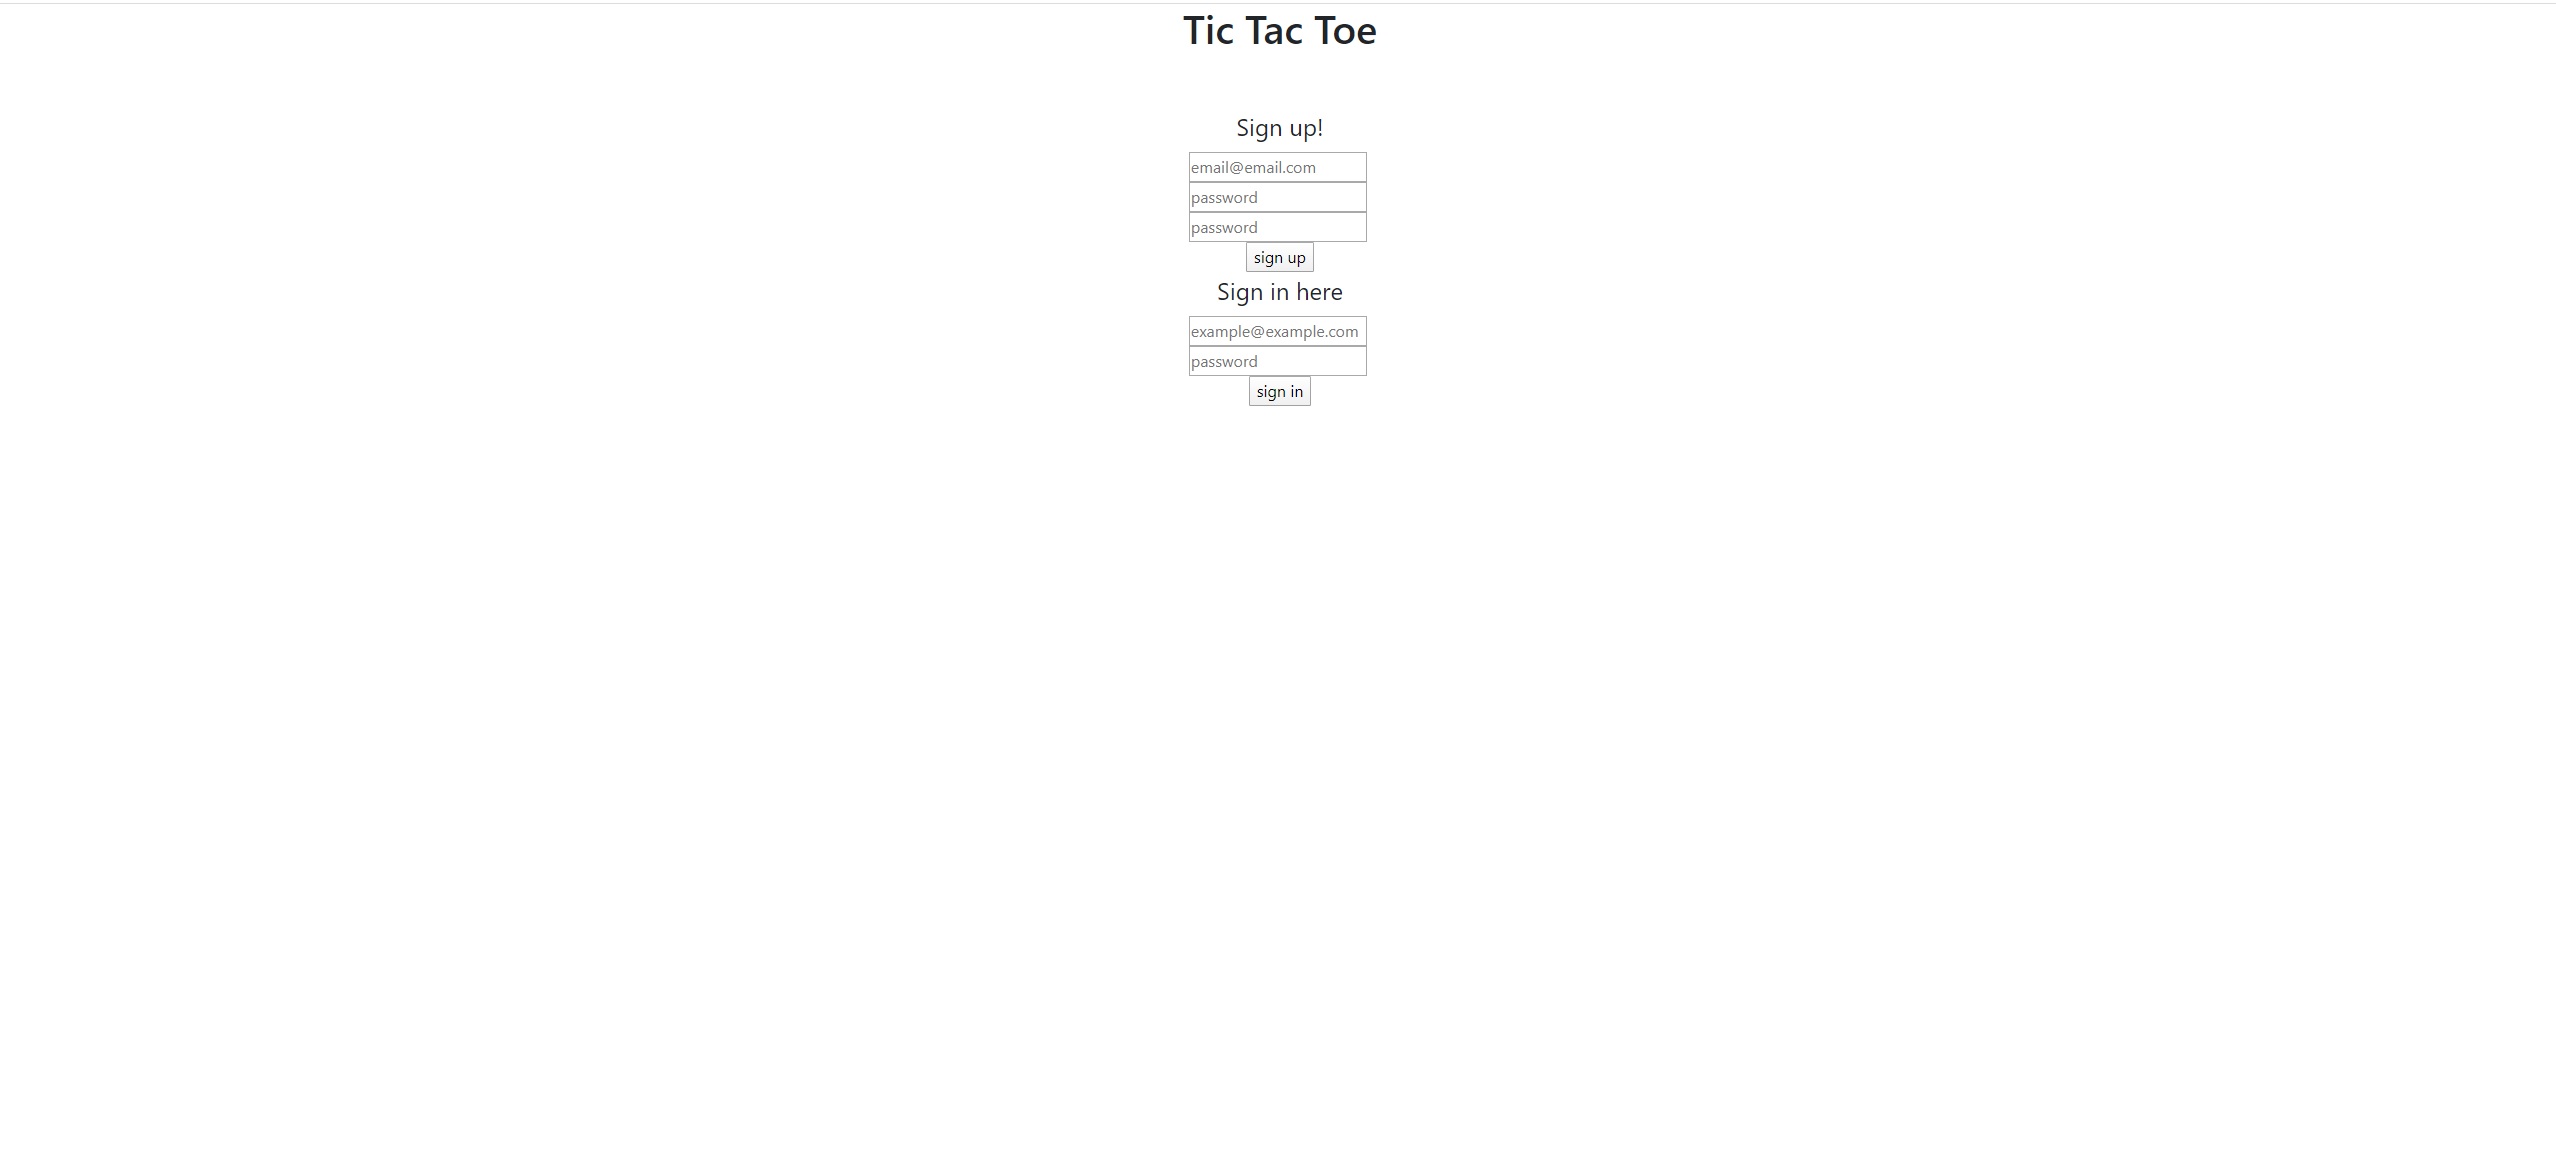 Tic Tac Toe
Sign up!
email@email.com
password
password
sign up
Sign in here
example@example.com
password
sign in